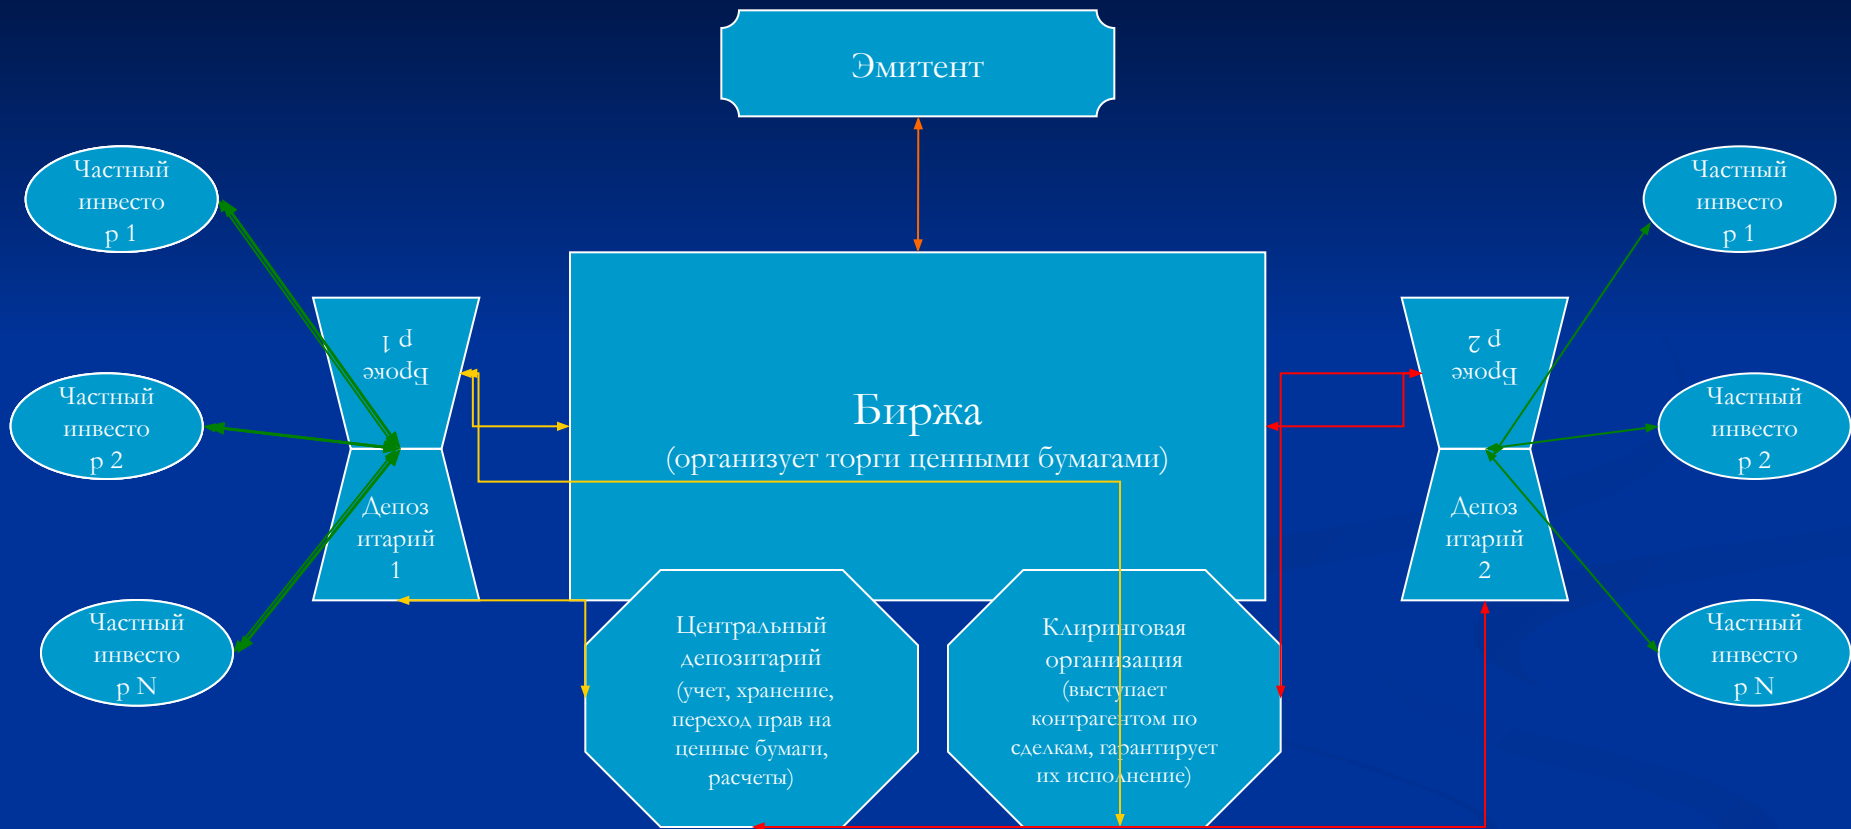 Эмитент
Частный
инвесто
р 1
Частный
инвесто
р 2
Частный
инвесто
р N
Броке
р 1
Депоз
итарий
1
Биржа
(организует торги ценными бумагами)
Центральный
депозитарий
(учет, хранение,
переход прав на
ценные бумаги,
расчеты)
Клиринговая
организация
(выступает
контрагентом по
сделкам, гарантирует
их исполнение)
Броке
р 2
Депоз
итарий
2
Частный
инвесто
р 1
Частный
инвесто
р 2
Частный
инвесто
р N